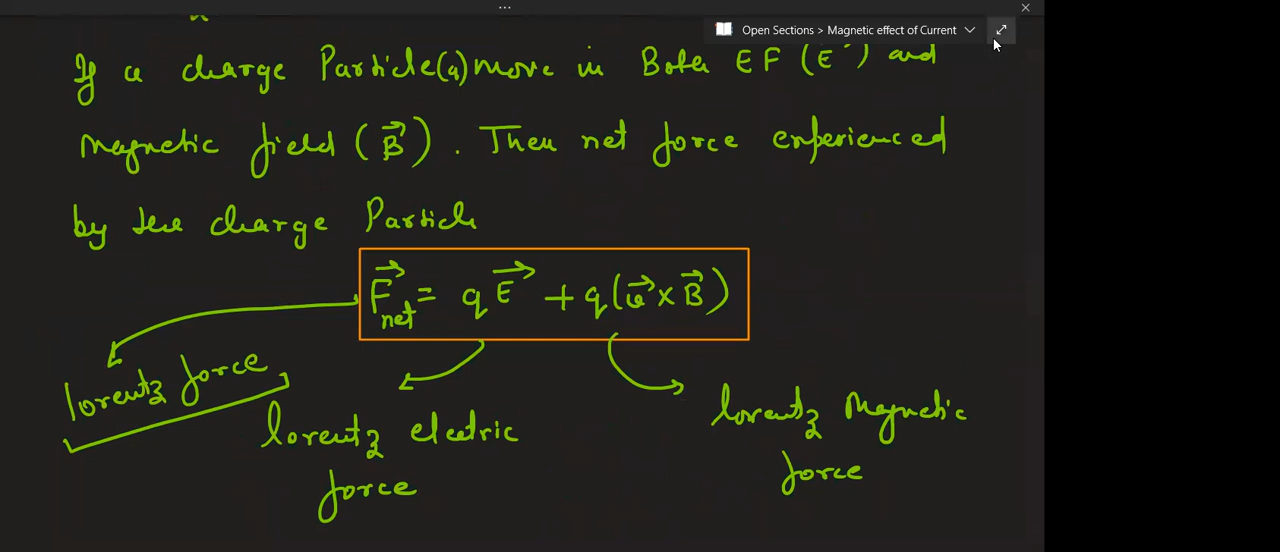 Open Sections > Magnetic effect of Current
If a charge Particle(q) move in Both EF (E⃗) and
Magnetic field (B⃗). Then net force experienced
by the charge Particle
F⃗net = qE⃗ + q(v⃗ × B⃗)
lorentz force
lorentz electric
force
lorentz Magnetic
force